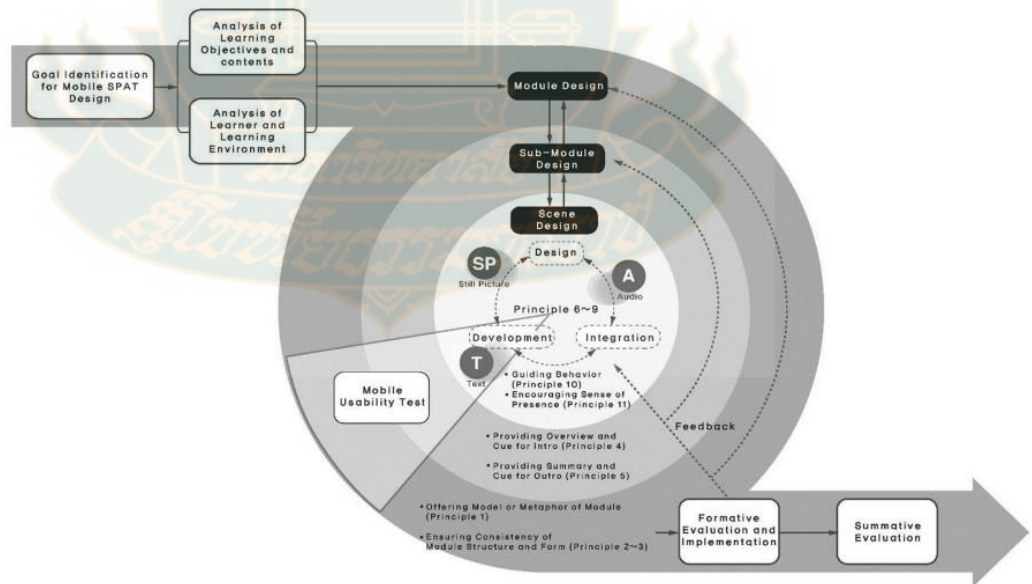 Analysis of
Learning
Objectives and
contents
Goal Identification
for Mobile SPAT
Design
Analysis of
Learner and
Learning
Environment
Module Design
Sub-Module
Design
Scene
Design
Design
SP
Still Picture
A
Audio
Principle 6~9
Development
Integration
T
Text
Mobile
Usability Test
• Guiding Behavior
(Principle 10)
• Encouraging Sense of
Presence (Principle 11)
Feedback
• Providing Overview and
Cue for Intro (Principle 4)
• Providing Summary and
Cue for Outro (Principle 5)
• Offering Model or Metaphor of Module
(Principle 1)
• Ensuring Consistency of
Module Structure and Form (Principle 2~3)
Formative
Evaluation and
Implementation
Summative
Evaluation